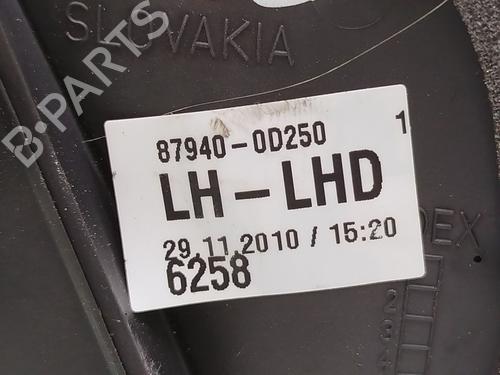 SLOVAKIA
B-PARTS
87940-0D250
1
LH-LHD
29.11.2010 / 15:20
6258
DEX
2
3
4